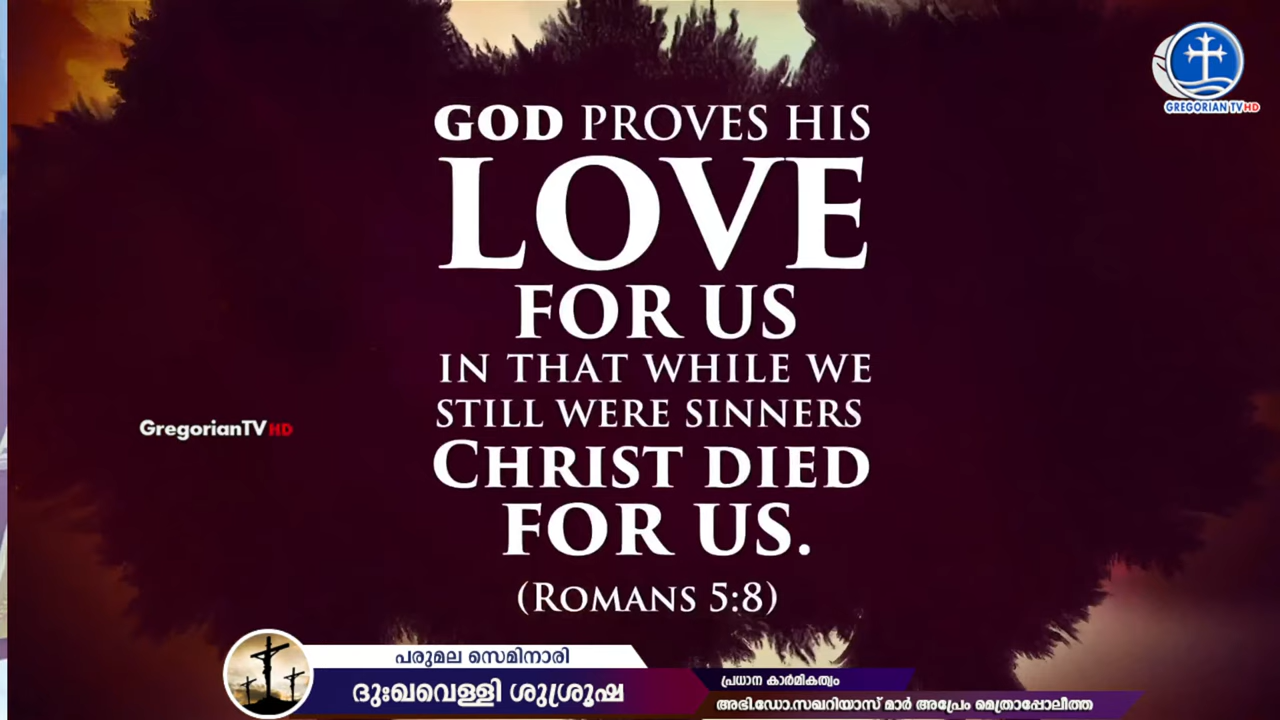 GREGORIAN TV HD
GOD PROVES HIS
LOVE
FOR US
IN THAT WHILE WE
STILL WERE SINNERS
CHRIST DIED
FOR US.
(ROMANS 5:8)
GregorianTV HD
പരുമല സെമിനാരി
ദുഃഖവെള്ളി ശുശ്രൂഷ
പ്രധാന കാർമികത്വം
അഭി.ഡോ.സഖറിയാസ് മാർ അപ്രേം മെത്രാപ്പോലീത്ത